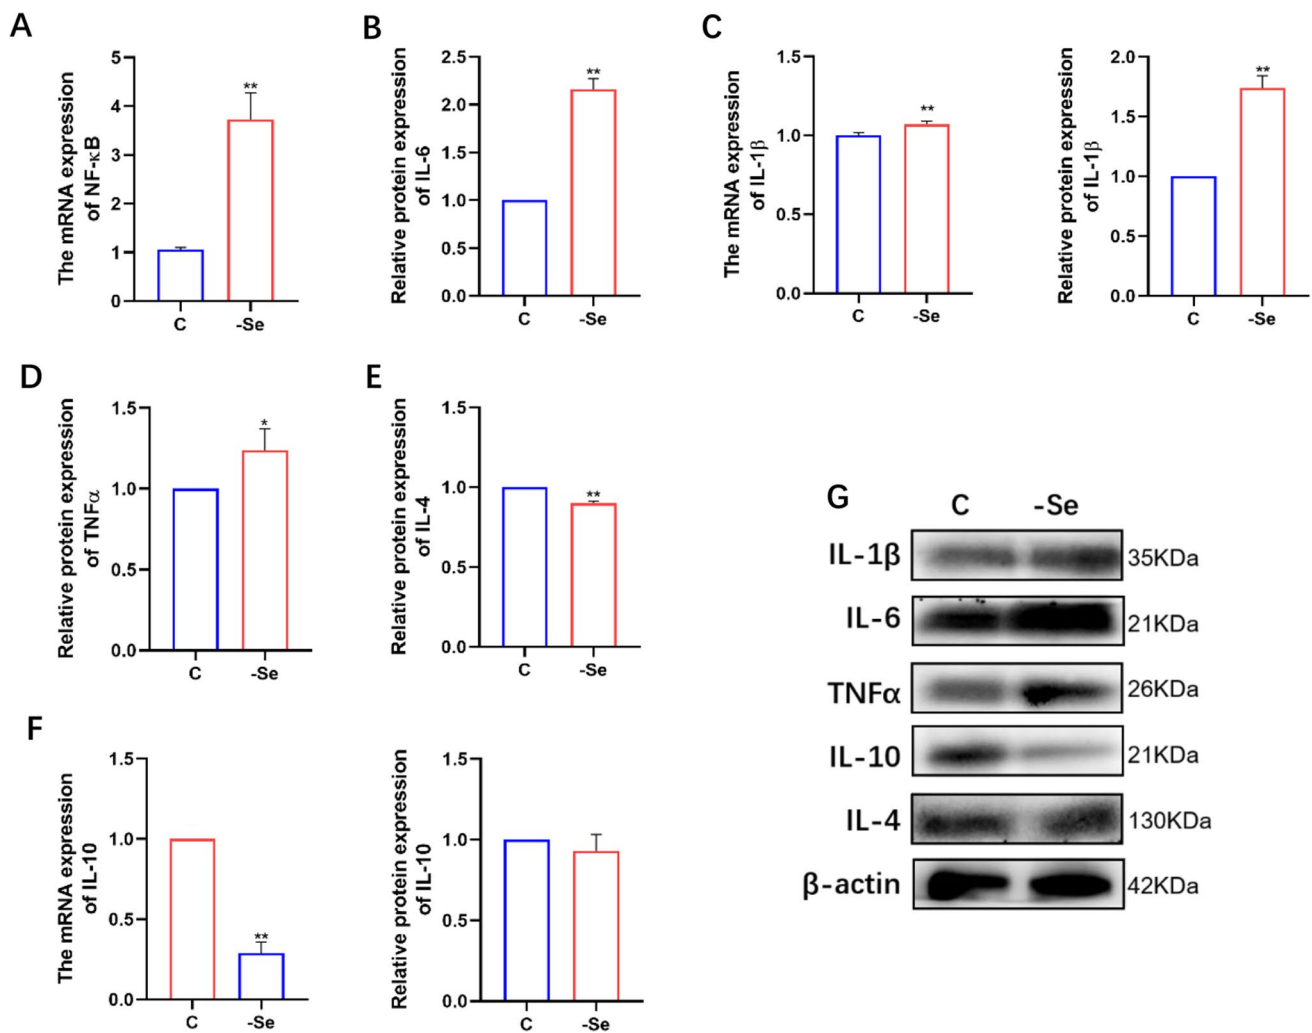 A
The mRNA expression
of NF-κB
5
4
3
2
1
0
**
C
-Se
B
Relative protein expression
of IL-6
2.5
2.0
1.5
1.0
0.5
0.0
**
C
-Se
C
The mRNA expression
of IL-1β
1.5
1.0
0.5
0.0
**
C
-Se
Relative protein expression
of IL-1β
2.0
1.5
1.0
0.5
0.0
**
C
-Se
D
Relative protein expression
of TNFα
1.5
1.0
0.5
0.0
*
C
-Se
E
Relative protein expression
of IL-4
1.5
1.0
0.5
0.0
**
C
-Se
F
The mRNA expression
of IL-10
1.5
1.0
0.5
0.0
**
C
-Se
Relative protein expression
of IL-10
1.5
1.0
0.5
0.0
C
-Se
G
C -Se
IL-1β 35KDa
IL-6 21KDa
TNFα 26KDa
IL-10 21KDa
IL-4 130KDa
β-actin 42KDa